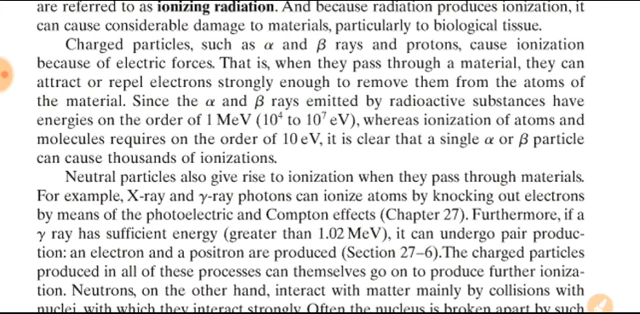 are referred to as ionizing radiation. And because radiation produces ionization, it
can cause considerable damage to materials, particularly to biological tissue.
Charged particles, such as α and β rays and protons, cause ionization
because of electric forces. That is, when they pass through a material, they can
attract or repel electrons strongly enough to remove them from the atoms of
the material. Since the α and β rays emitted by radioactive substances have
energies on the order of 1 MeV (10⁴ to 10⁷ eV), whereas ionization of atoms and
molecules requires on the order of 10 eV, it is clear that a single α or β particle
can cause thousands of ionizations.
Neutral particles also give rise to ionization when they pass through materials.
For example, X-ray and γ-ray photons can ionize atoms by knocking out electrons
by means of the photoelectric and Compton effects (Chapter 27). Furthermore, if a
γ ray has sufficient energy (greater than 1.02 MeV), it can undergo pair produc-
tion: an electron and a positron are produced (Section 27–6).The charged particles
produced in all of these processes can themselves go on to produce further ioniza-
tion. Neutrons, on the other hand, interact with matter mainly by collisions with
nuclei, with which they interact strongly. Often the nucleus is broken apart by such